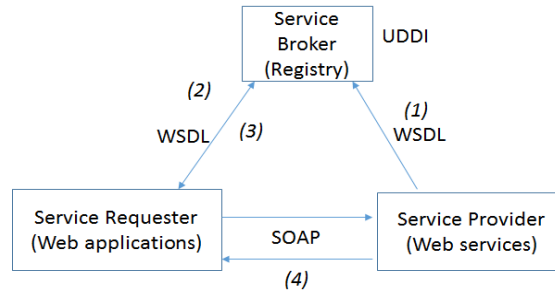 Service
Broker
(Registry)
UDDI
(2)
(1)
WSDL
(3)
WSDL
Service Requester
(Web applications)
SOAP
Service Provider
(Web services)
(4)